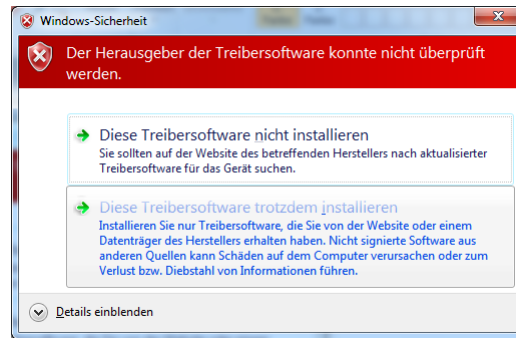 Windows-Sicherheit
Der Herausgeber der Treibersoftware konnte nicht überprüft
werden.
Diese Treibersoftware nicht installieren
Sie sollten auf der Website des betreffenden Herstellers nach aktualisierter
Treibersoftware für das Gerät suchen.
Diese Treibersoftware trotzdem installieren
Installieren Sie nur Treibersoftware, die Sie von der Website oder einem
Datenträger des Herstellers erhalten haben. Nicht signierte Software aus
anderen Quellen kann Schäden auf dem Computer verursachen oder zum
Verlust bzw. Diebstahl von Informationen führen.
Details einblenden